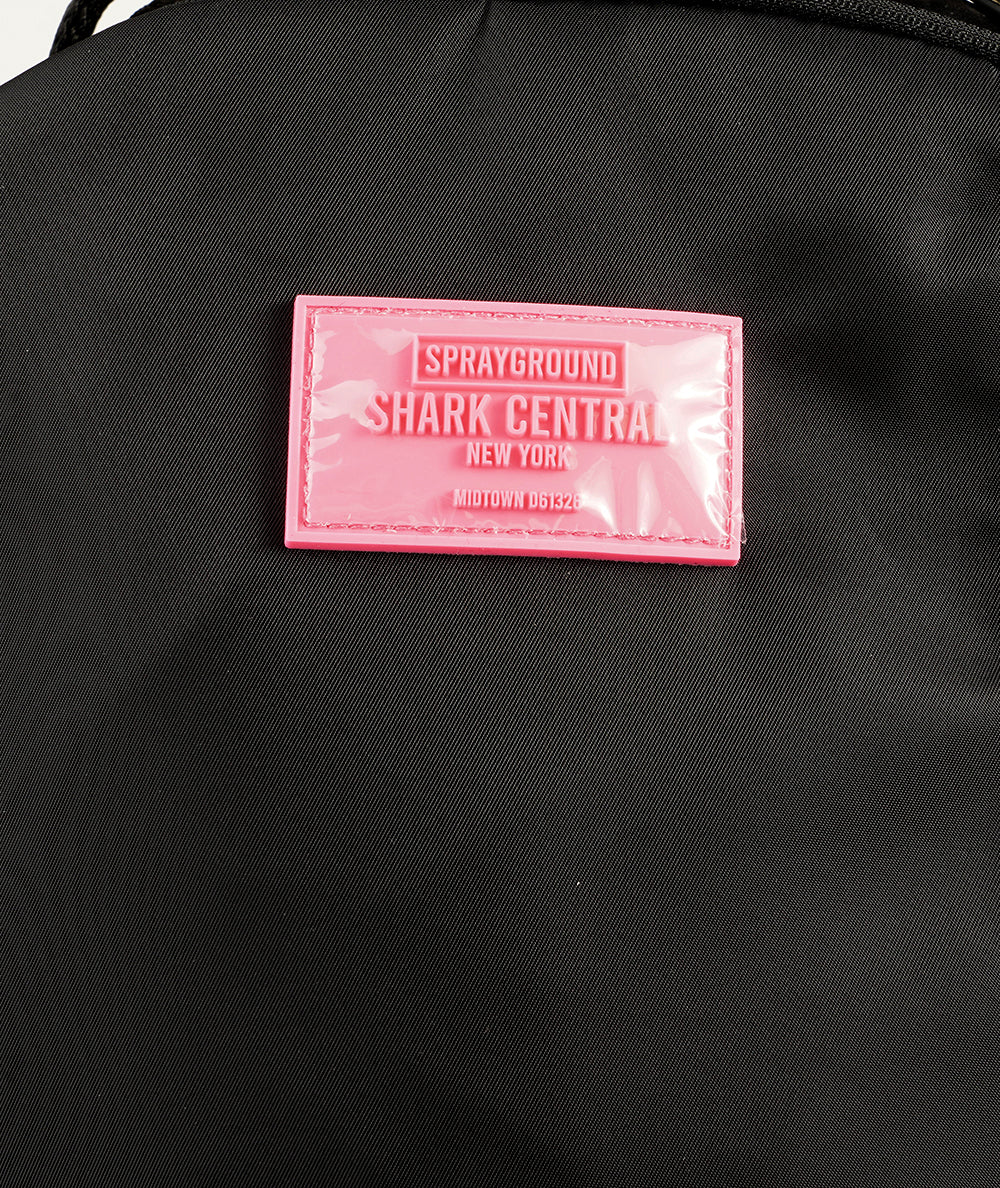 SPRAYGROUND
SHARK CENTRAL
NEW YORK
MIDTOWN D61326